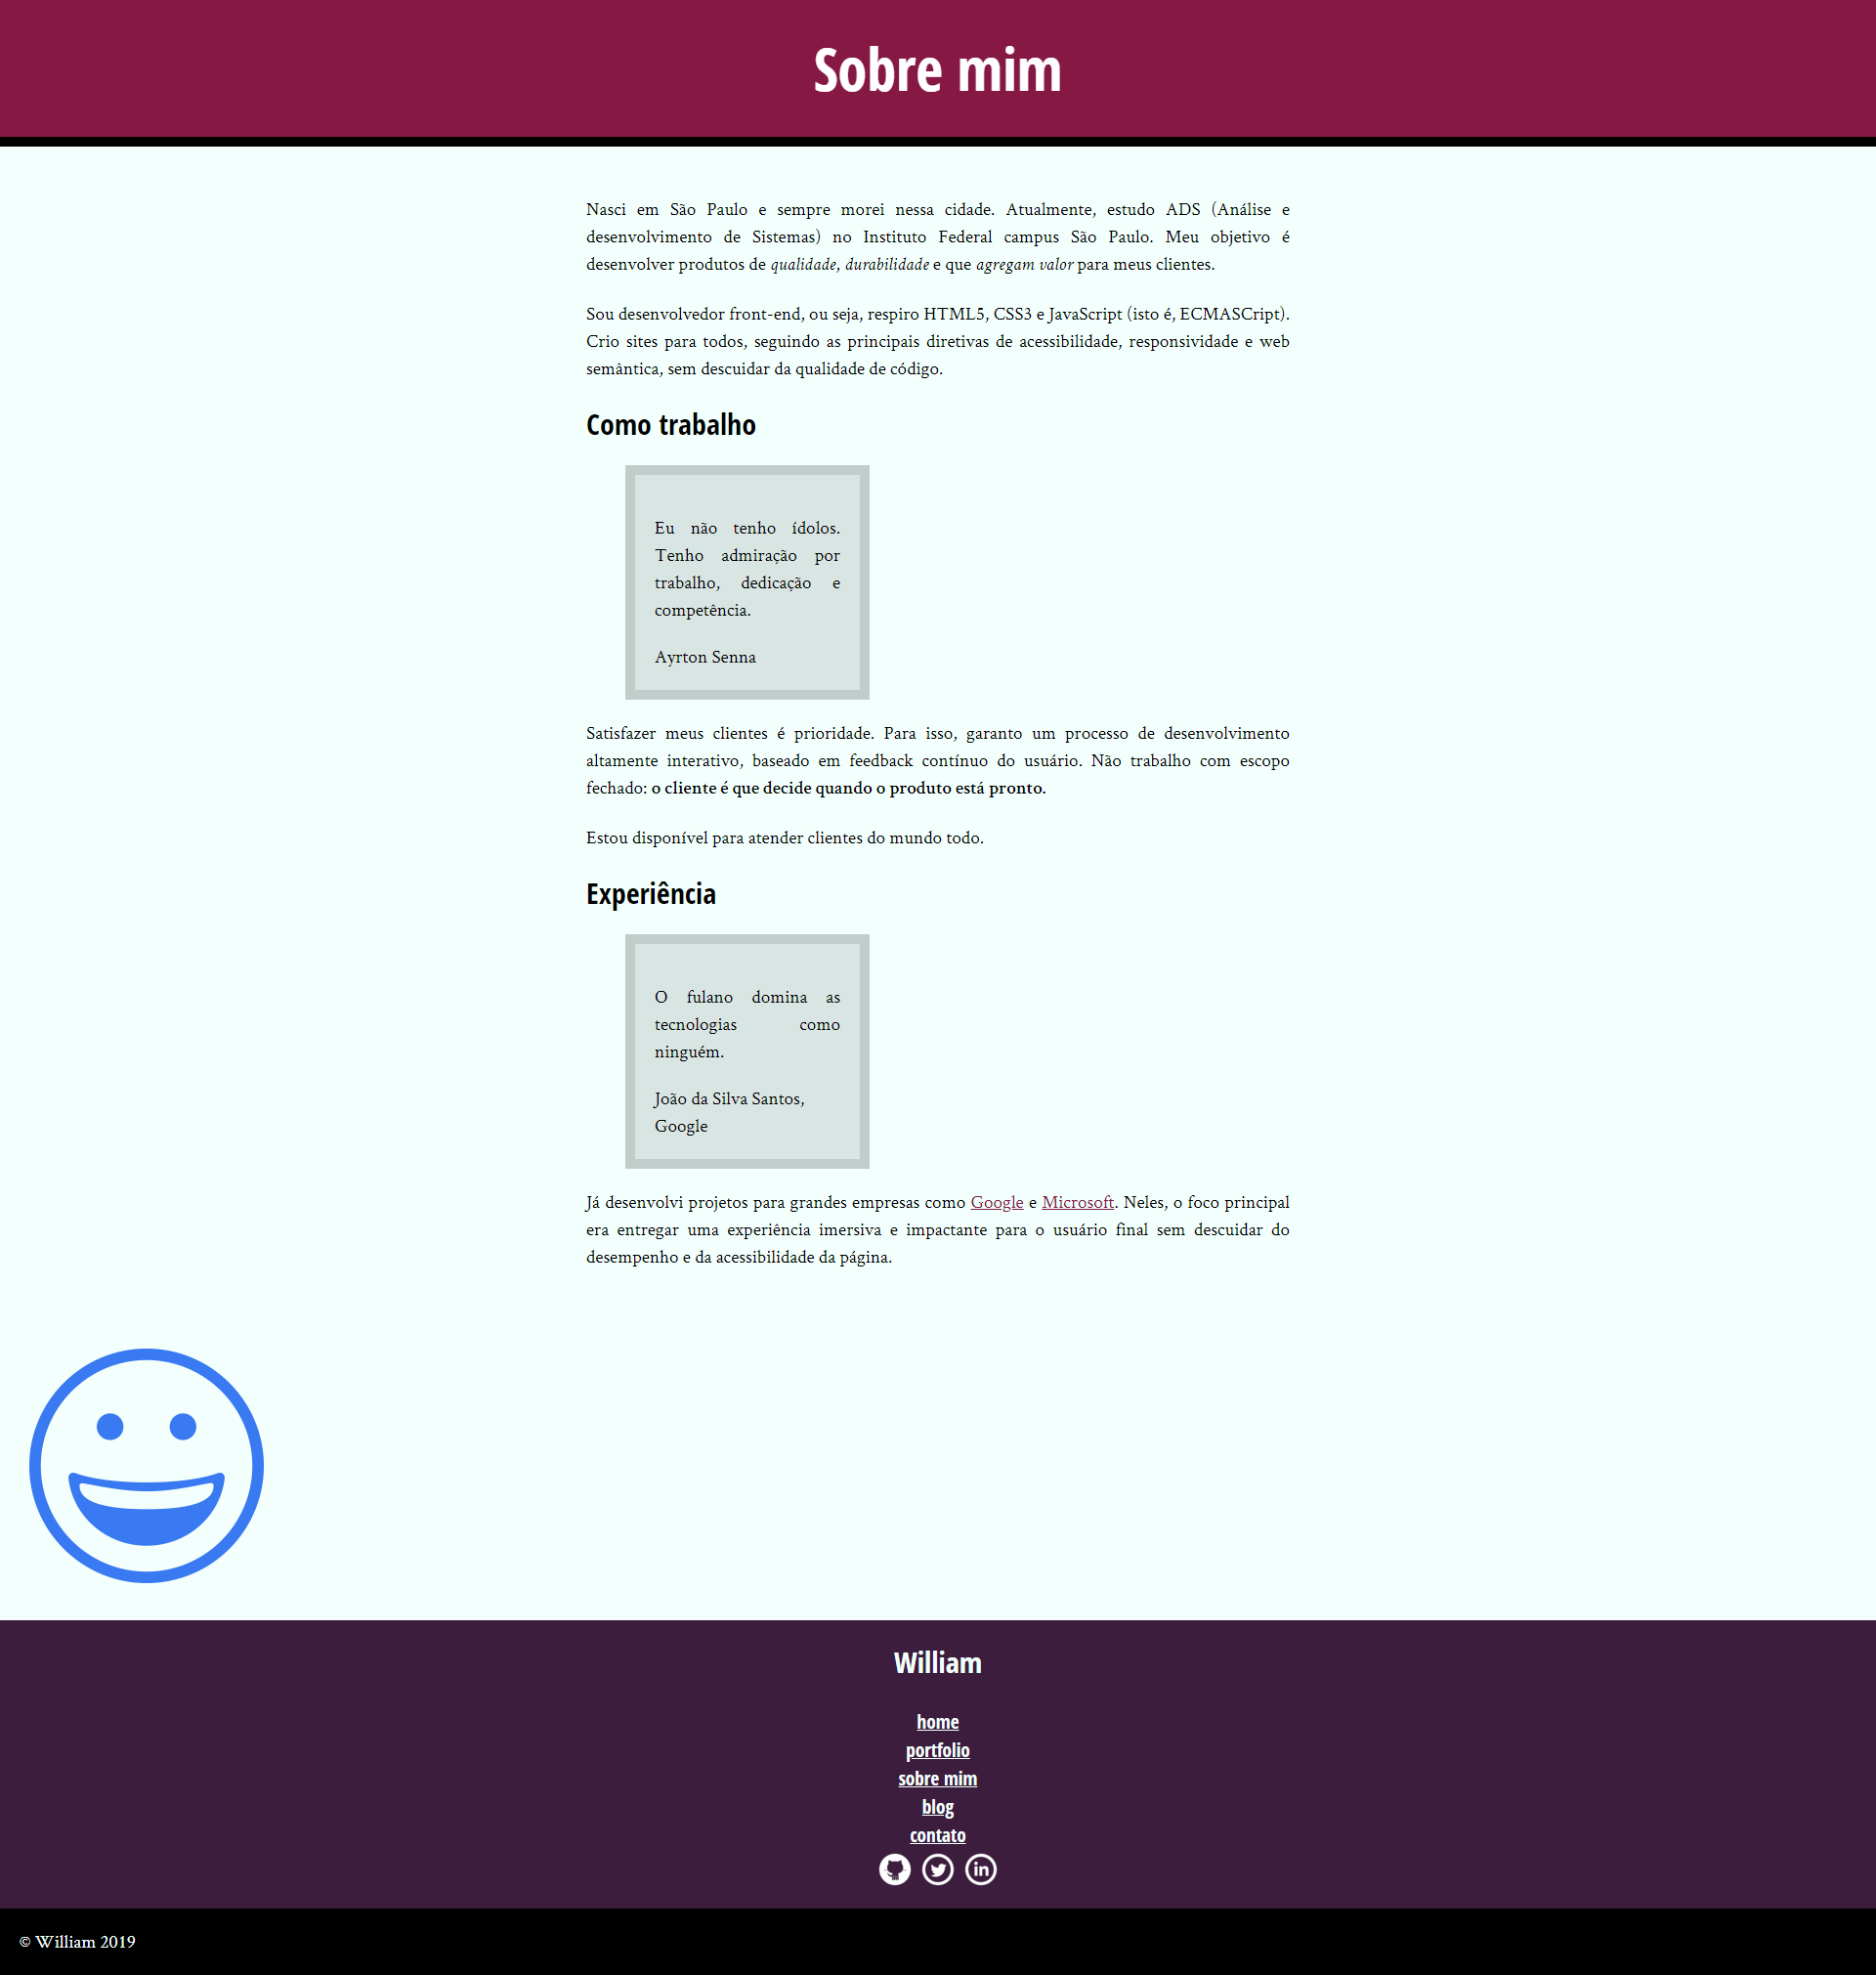 Sobre mim
Nasci em São Paulo e sempre morei nessa cidade. Atualmente, estudo ADS (Análise e
desenvolvimento de Sistemas) no Instituto Federal campus São Paulo. Meu objetivo é
desenvolver produtos de qualidade, durabilidade e que agregam valor para meus clientes.
Sou desenvolvedor front-end, ou seja, respiro HTML5, CSS3 e JavaScript (isto é, ECMASCript).
Crio sites para todos, seguindo as principais diretivas de acessibilidade, responsividade e web
semântica, sem descuidar da qualidade de código.
Como trabalho
Eu não tenho ídolos.
Tenho admiração por
trabalho, dedicação e
competência.
Ayrton Senna
Satisfazer meus clientes é prioridade. Para isso, garanto um processo de desenvolvimento
altamente interativo, baseado em feedback contínuo do usuário. Não trabalho com escopo
fechado: o cliente é que decide quando o produto está pronto.
Estou disponível para atender clientes do mundo todo.
Experiência
O fulano domina as
tecnologias como
ninguém.
João da Silva Santos,
Google
Já desenvolvi projetos para grandes empresas como Google e Microsoft. Neles, o foco principal
era entregar uma experiência imersiva e impactante para o usuário final sem descuidar do
desempenho e da acessibilidade da página.
William
home
portfolio
sobre mim
blog
contato
in
© William 2019